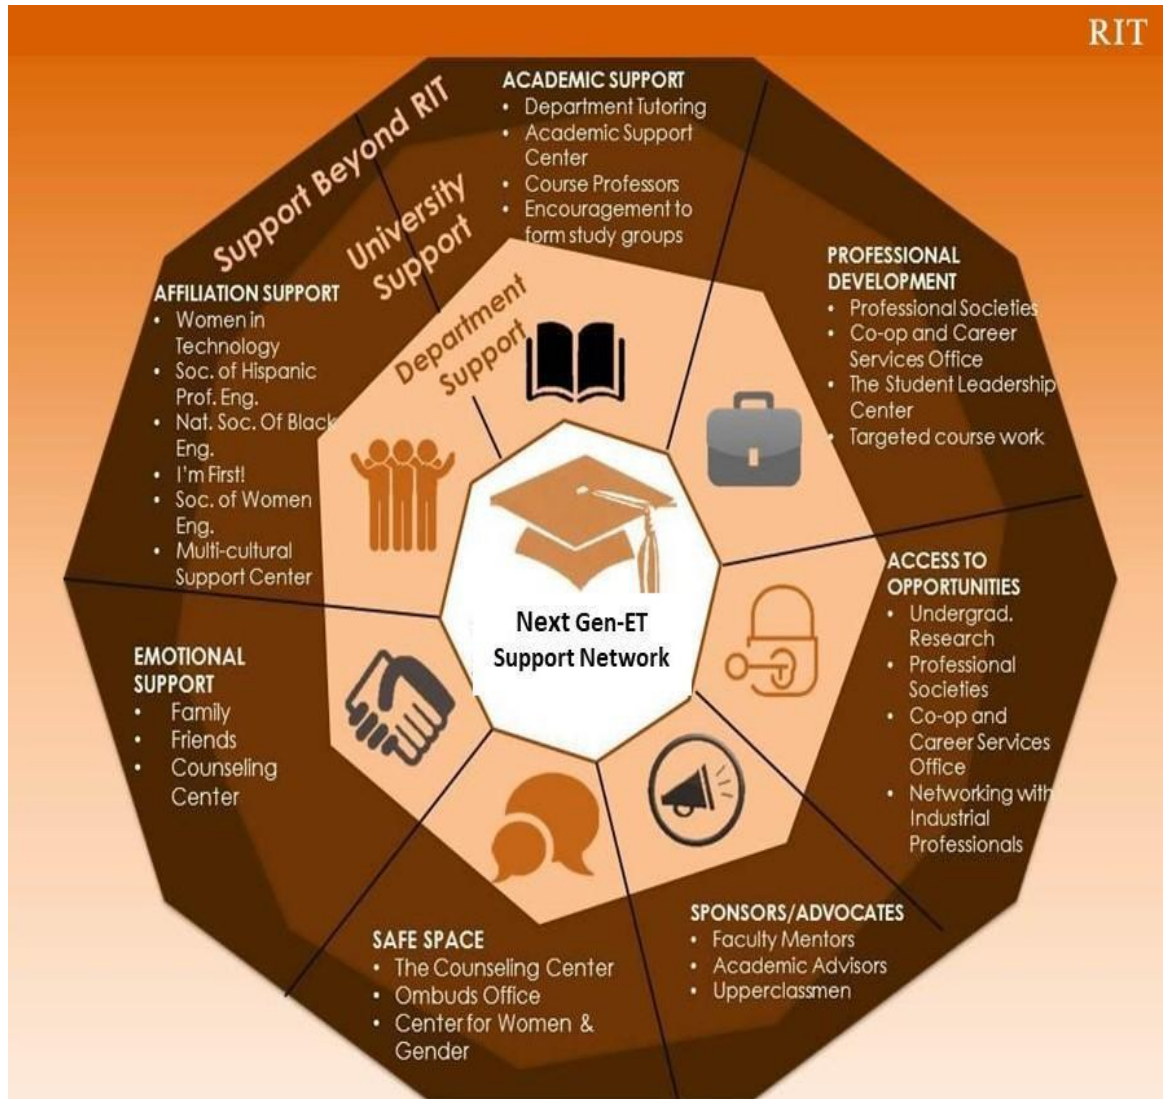 RIT
Support Beyond RIT
University
Support
Department
Support
ACADEMIC SUPPORT
• Department Tutoring
• Academic Support
Center
• Course Professors
• Encouragement to
form study groups
PROFESSIONAL
DEVELOPMENT
• Professional Societies
• Co-op and Career
Services Office
• The Student Leadership
Center
• Targeted course work
ACCESS TO
OPPORTUNITIES
• Undergrad.
Research
• Professional
Societies
• Co-op and
Career Services
Office
• Networking with
Industrial
Professionals
SPONSORS/ADVOCATES
• Faculty Mentors
• Academic Advisors
• Upperclassmen
SAFE SPACE
• The Counseling Center
• Ombuds Office
• Center for Women &
Gender
EMOTIONAL
SUPPORT
• Family
• Friends
• Counseling
Center
AFFILIATION SUPPORT
• Women in
Technology
• Soc. of Hispanic
Prof. Eng.
• Nat. Soc. Of Black
Eng.
• I'm First!
• Soc. of Women
Eng.
• Multi-cultural
Support Center
Next Gen-ET
Support Network